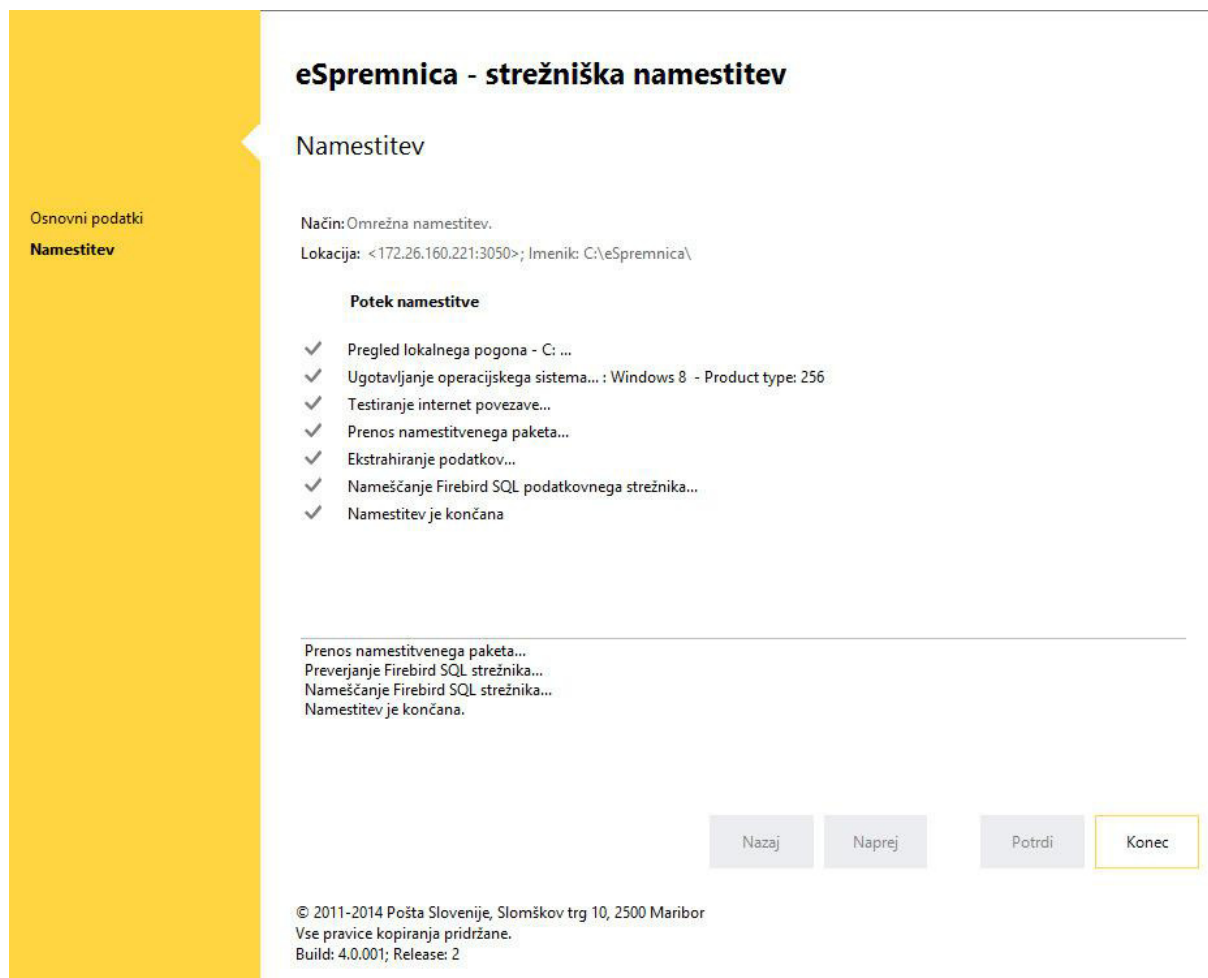 eSpremnica - strežniška namestitev
Namestitev
Osnovni podatki
Namestitev
Način: Omrežna namestitev.
Lokacija: <172.26.160.221:3050>; Imenik: C:\eSpremnica\
Potek namestitve
Pregled lokalnega pogona - C: ...
Ugotavljanje operacijskega sistema... : Windows 8 - Product type: 256
Testiranje internet povezave...
Prenos namestitvenega paketa...
Ekstrahiranje podatkov...
Nameščanje Firebird SQL podatkovnega strežnika...
Namestitev je končana
Prenos namestitvenega paketa...
Preverjanje Firebird SQL strežnika...
Nameščanje Firebird SQL strežnika...
Namestitev je končana.
Nazaj
Naprej
Potrdi
Konec
© 2011-2014 Pošta Slovenije, Slomškov trg 10, 2500 Maribor
Vse pravice kopiranja pridržane.
Build: 4.0.001; Release: 2